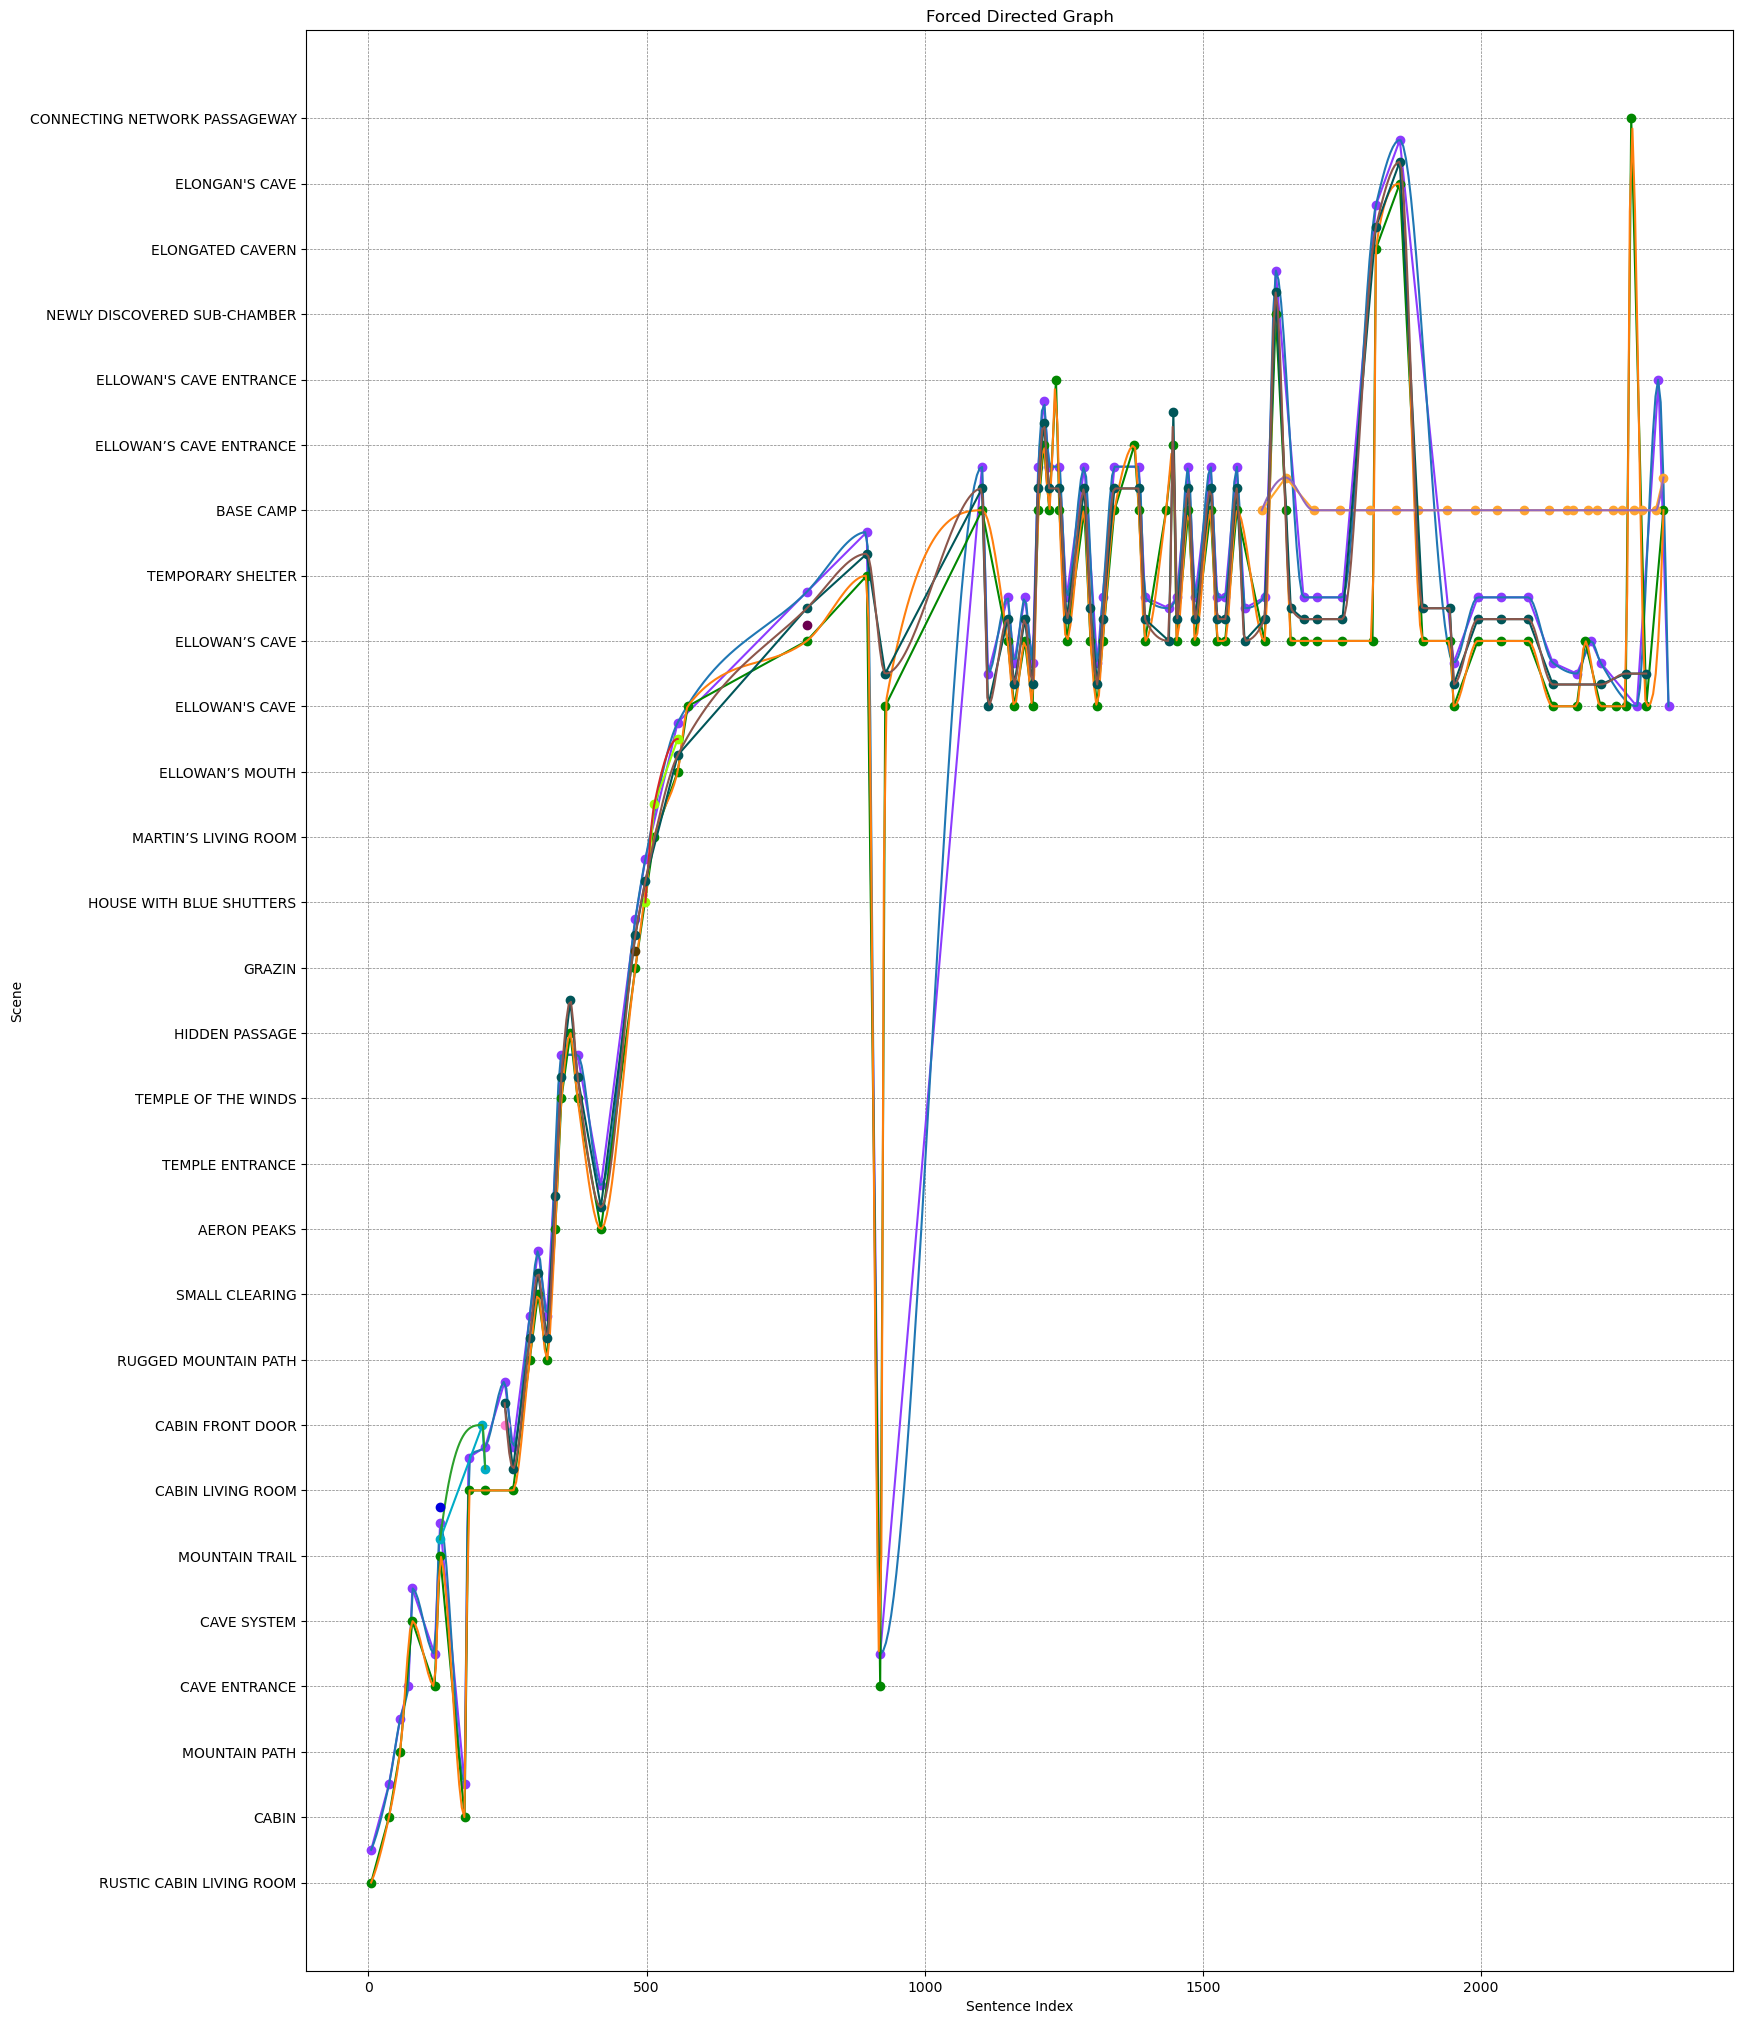 Forced Directed Graph
CONNECTING NETWORK PASSAGEWAY
ELONGAN'S CAVE
ELONGATED CAVERN
NEWLY DISCOVERED SUB-CHAMBER
ELLOWAN'S CAVE ENTRANCE
ELLOWAN’S CAVE ENTRANCE
BASE CAMP
TEMPORARY SHELTER
ELLOWAN’S CAVE
ELLOWAN'S CAVE
ELLOWAN’S MOUTH
MARTIN’S LIVING ROOM
HOUSE WITH BLUE SHUTTERS
GRAZIN
HIDDEN PASSAGE
TEMPLE OF THE WINDS
TEMPLE ENTRANCE
AERON PEAKS
SMALL CLEARING
RUGGED MOUNTAIN PATH
CABIN FRONT DOOR
CABIN LIVING ROOM
MOUNTAIN TRAIL
CAVE SYSTEM
CAVE ENTRANCE
MOUNTAIN PATH
CABIN
RUSTIC CABIN LIVING ROOM
Scene
0 500 1000 1500 2000
Sentence Index